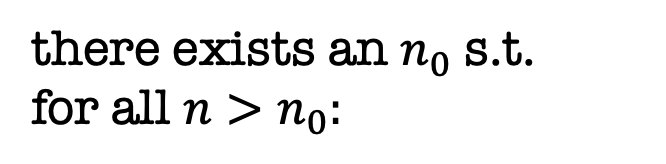 there exists an n₀ s.t.
for all n > n₀: